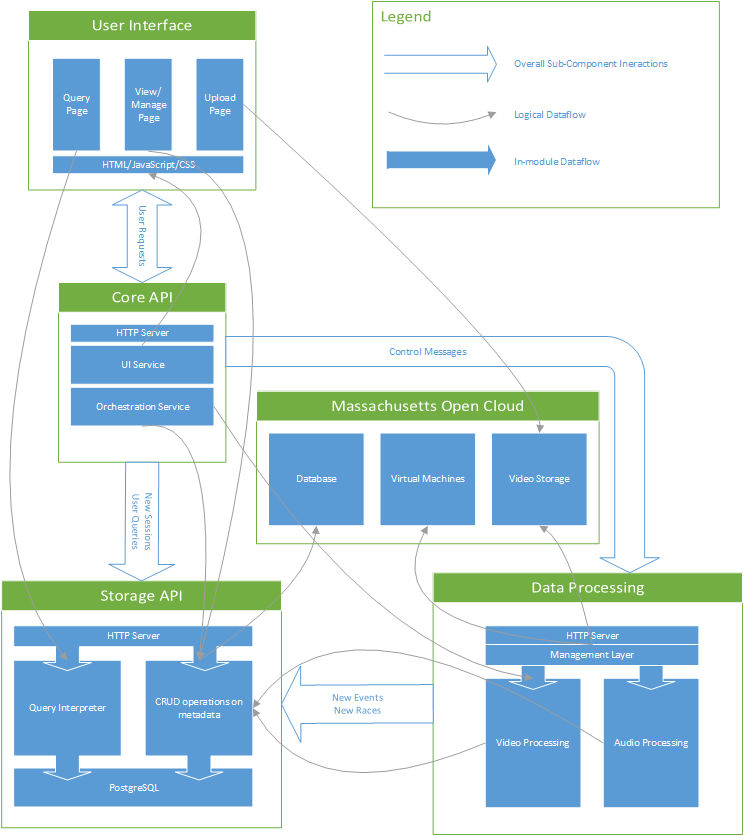 User Interface
Query
Page
View/
Manage
Page
Upload
Page
HTML/JavaScript/CSS
Legend
Overall Sub-Component Ineractions
Logical Dataflow
In-module Dataflow
User Requests
Core API
HTTP Server
UI Service
Orchestration Service
Control Messages
Massachusetts Open Cloud
Database
Virtual Machines
Video Storage
New Sessions
User Queries
Storage API
HTTP Server
Query Interpreter
CRUD operations on
metadata
PostgreSQL
New Events
New Races
Data Processing
HTTP Server
Management Layer
Video Processing
Audio Processing